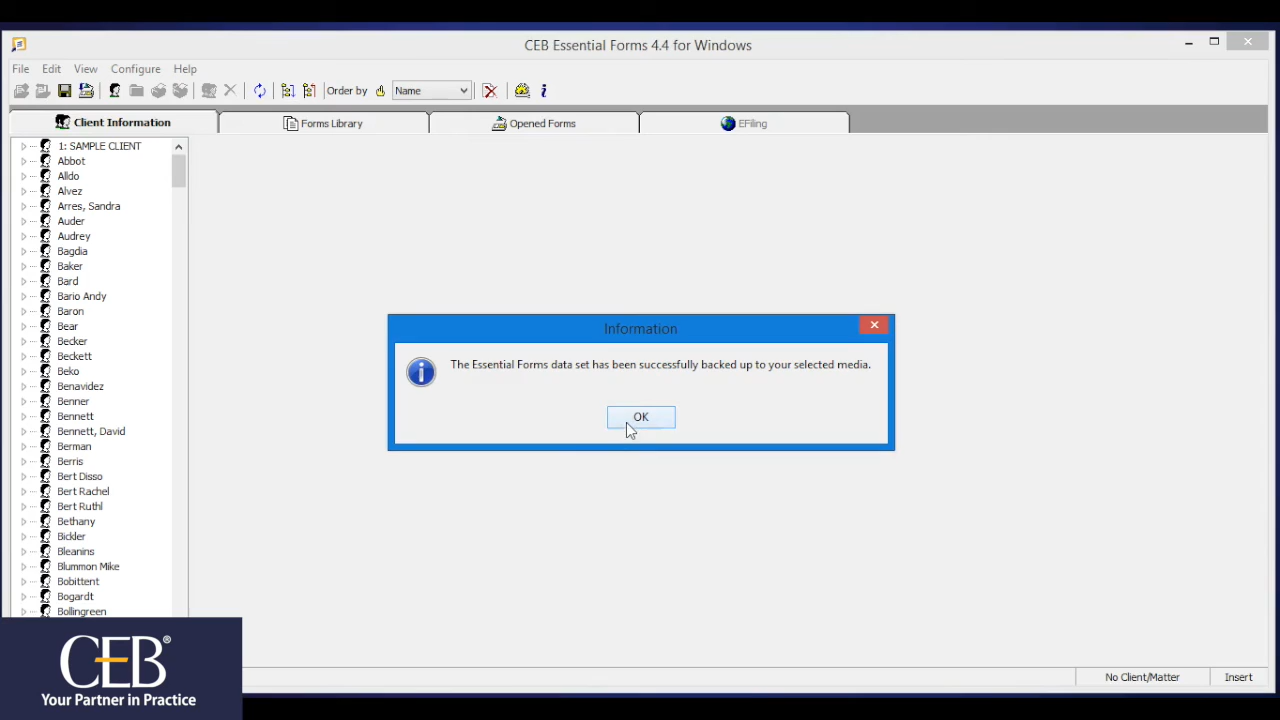 CEB Essential Forms 4.4 for Windows
File Edit View Configure Help
Order by Name
Client Information Forms Library Opened Forms EFiling
1: SAMPLE CLIENT
Abbot
Alldo
Alvez
Arres, Sandra
Auder
Audrey
Bagdia
Baker
Bard
Bario Andy
Baron
Bear
Becker
Beckett
Beko
Benavidez
Benner
Bennett
Bennett, David
Berman
Berris
Bert Disso
Bert Rachel
Bert Ruthl
Bethany
Bickler
Bleanins
Blummon Mike
Bobittent
Bogardt
Bollingreen
Information
The Essential Forms data set has been successfully backed up to your selected media.
OK
CEB®
Your Partner in Practice
No Client/Matter Insert